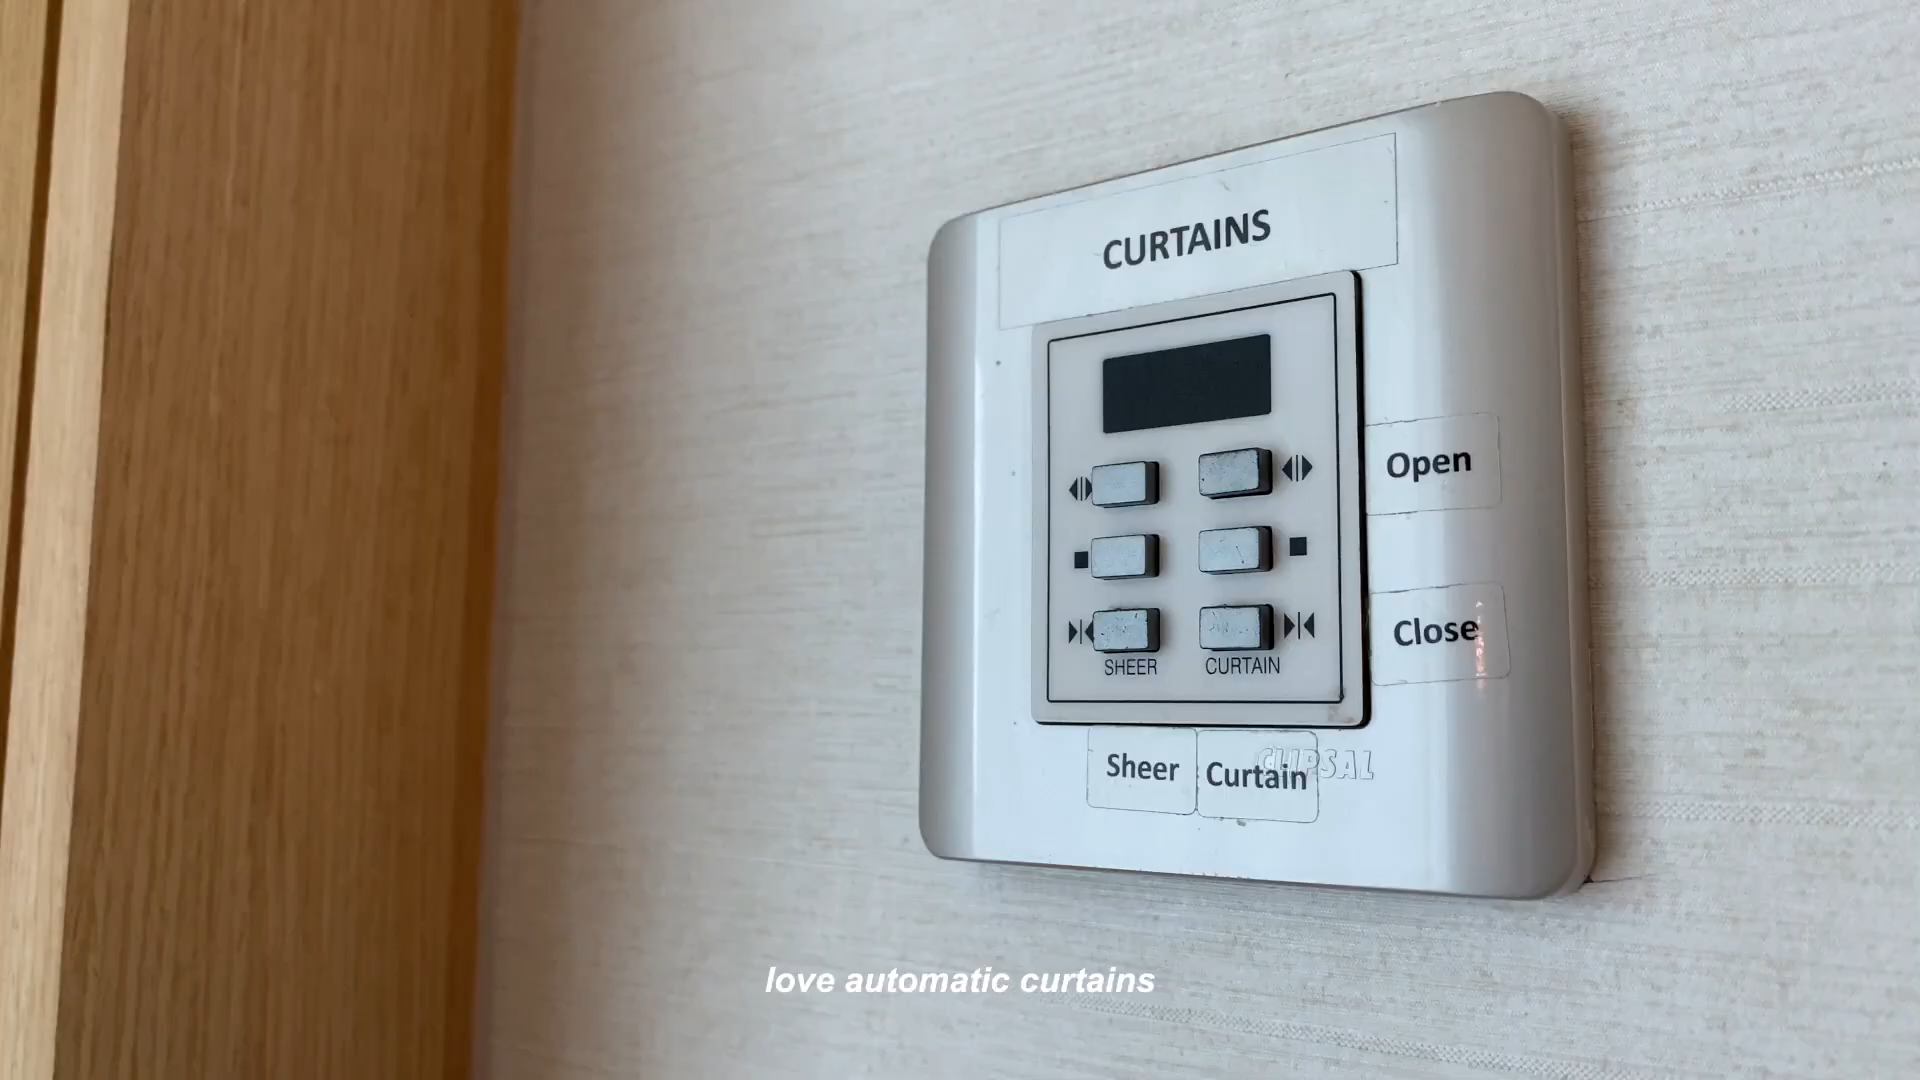 CURTAINS
Open
Close
SHEER CURTAIN
Sheer Curtain
CLIPSAL
love automatic curtains